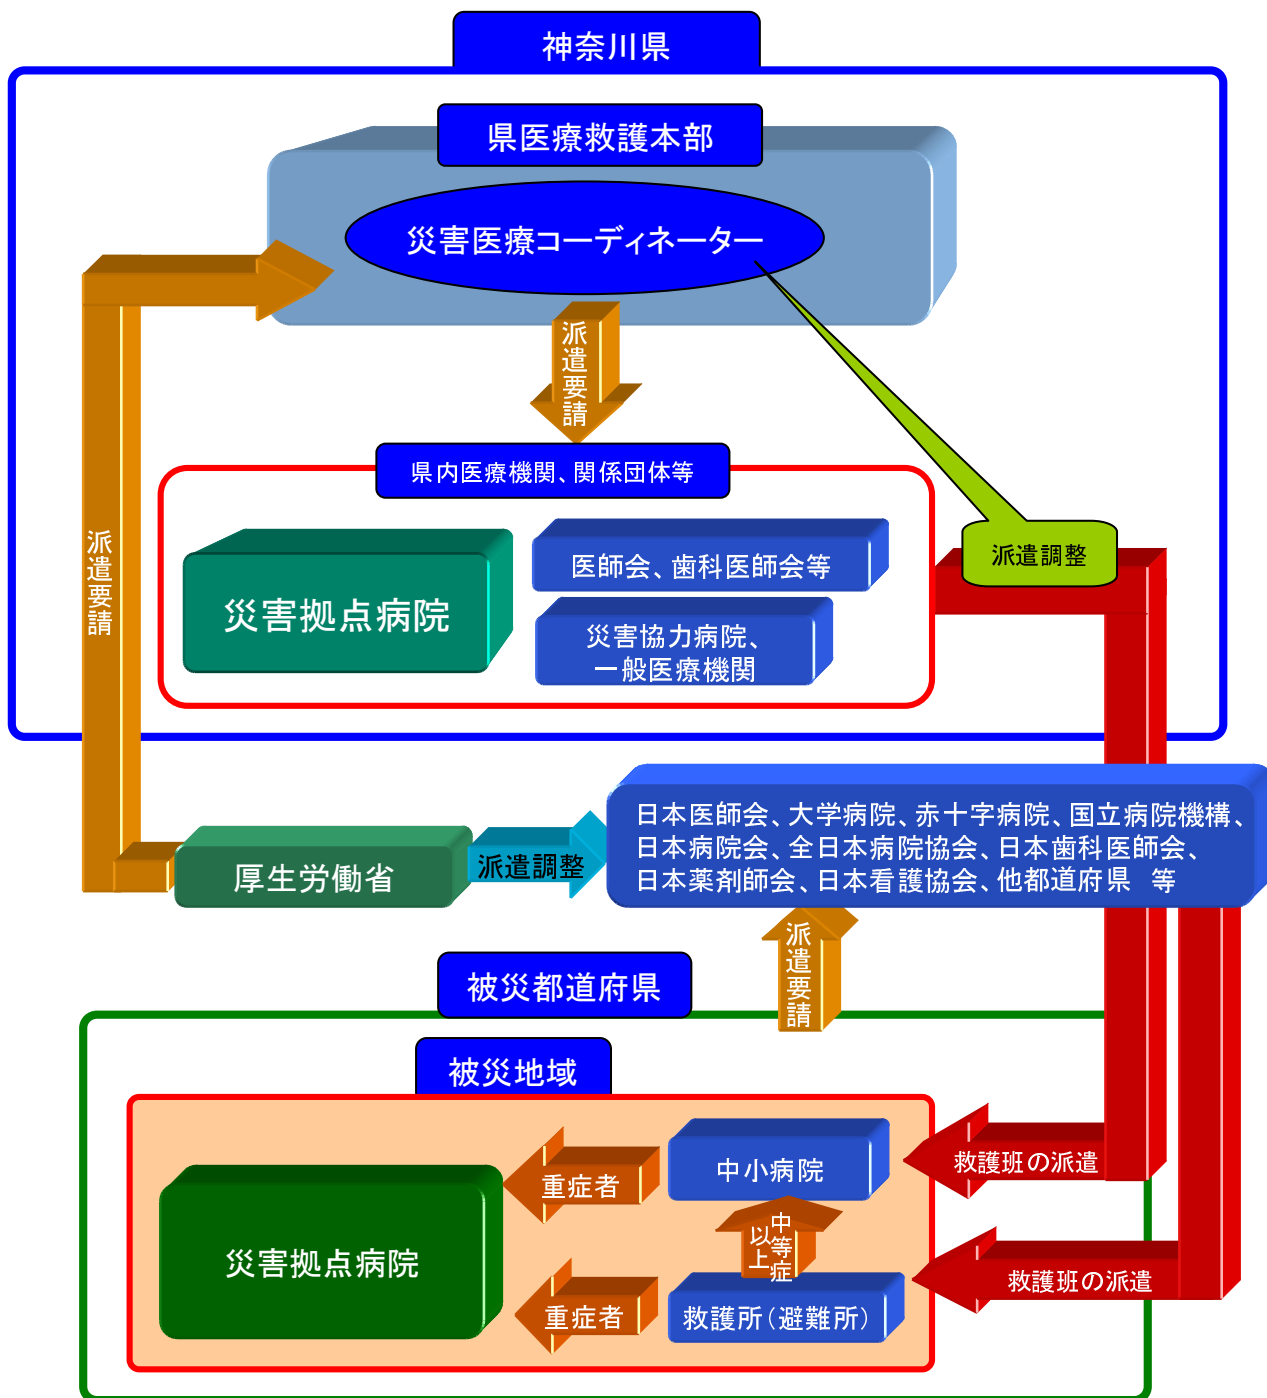 神奈川県
県医療救護本部
災害医療コーディネーター
派遣要請
県内医療機関、関係団体等
災害拠点病院
医師会、歯科医師会等
災害協力病院、
一般医療機関
派遣調整
派遣要請
厚生労働省
派遣調整
日本医師会、大学病院、赤十字病院、国立病院機構、
日本病院会、全日本病院協会、日本歯科医師会、
日本薬剤師会、日本看護協会、他都道府県 等
派遣要請
被災都道府県
被災地域
災害拠点病院
重症者
中小病院
救護班の派遣
中等症
以上
重症者
救護所(避難所)
救護班の派遣